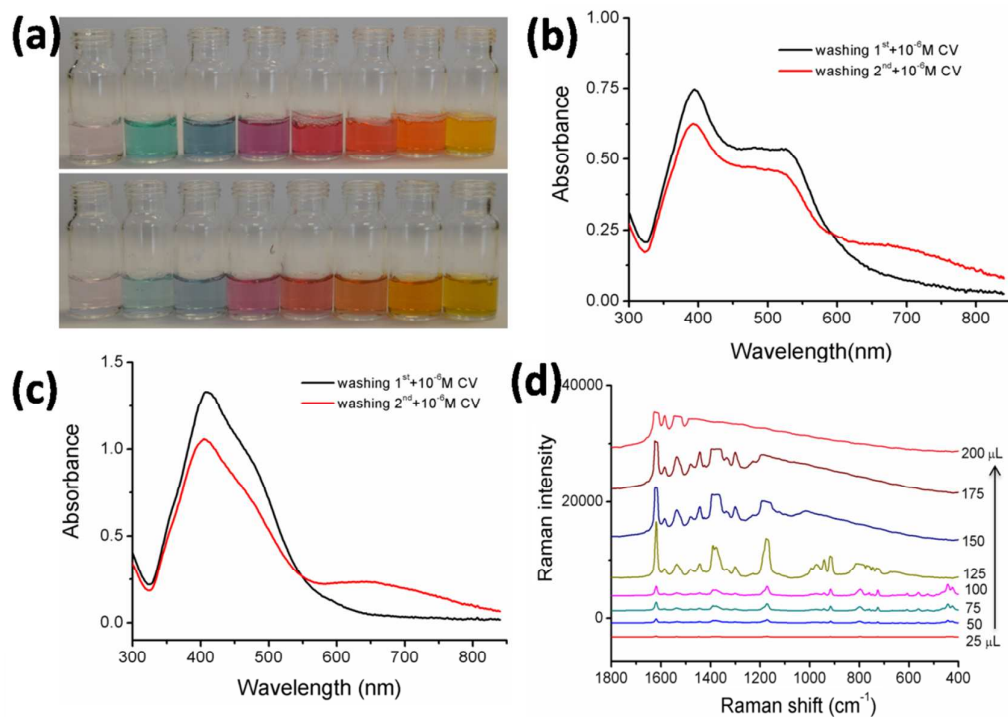 (a)
(b)
1.00
0.75
0.50
0.25
0.00
Absorbance
washing 1st+10-6M CV
washing 2nd+10-6M CV
300 400 500 600 700 800
Wavelength(nm)
(c)
1.5
1.0
0.5
0.0
Absorbance
washing 1st+10-6M CV
washing 2nd+10-6M CV
300 400 500 600 700 800
Wavelength (nm)
(d)
40000
20000
0
Raman intensity
200 μL
175
150
125
100
75
50
25 μL
1800 1600 1400 1200 1000 800 600 400
Raman shift (cm-1)